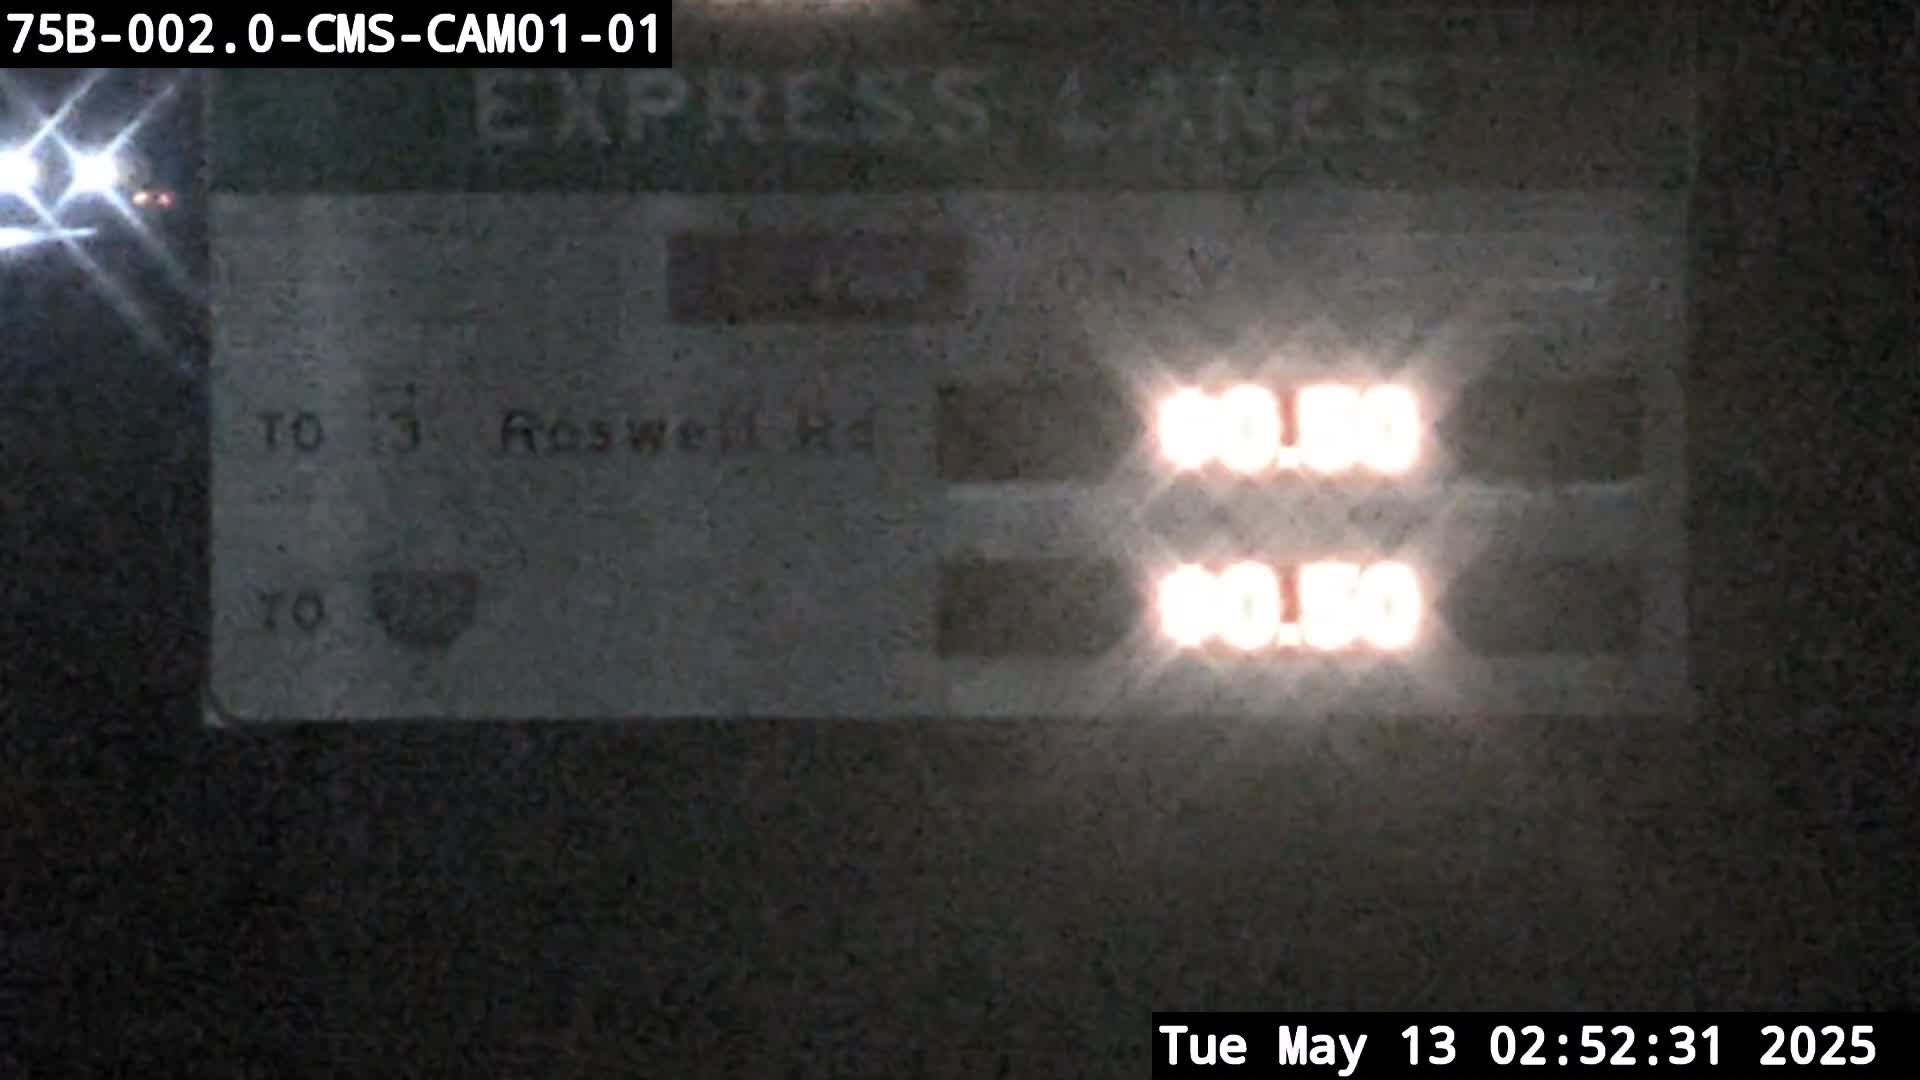 75B-002.0-CMS-CAM01-01
EXPRESS LANES
TO 3 Roswell Rd $0.50
TO $0.50
Tue May 13 02:52:31 2025